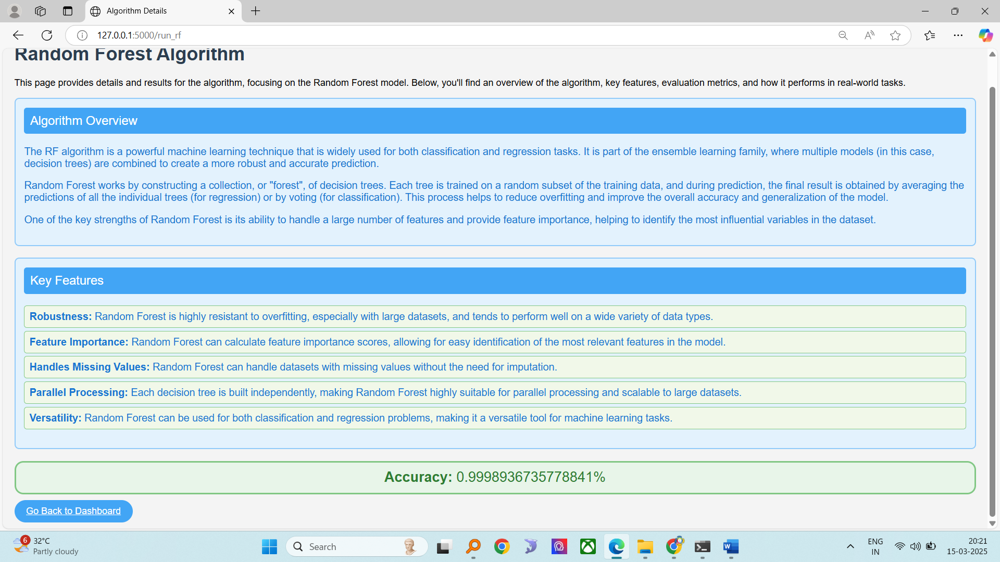 Algorithm Details
127.0.0.1:5000/run_rf
Random Forest Algorithm
This page provides details and results for the algorithm, focusing on the Random Forest model. Below, you'll find an overview of the algorithm, key features, evaluation metrics, and how it performs in real-world tasks.
Algorithm Overview
The RF algorithm is a powerful machine learning technique that is widely used for both classification and regression tasks. It is part of the ensemble learning family, where multiple models (in this case,
decision trees) are combined to create a more robust and accurate prediction.
Random Forest works by constructing a collection, or "forest", of decision trees. Each tree is trained on a random subset of the training data, and during prediction, the final result is obtained by averaging the
predictions of all the individual trees (for regression) or by voting (for classification). This process helps to reduce overfitting and improve the overall accuracy and generalization of the model.
One of the key strengths of Random Forest is its ability to handle a large number of features and provide feature importance, helping to identify the most influential variables in the dataset.
Key Features
Robustness: Random Forest is highly resistant to overfitting, especially with large datasets, and tends to perform well on a wide variety of data types.
Feature Importance: Random Forest can calculate feature importance scores, allowing for easy identification of the most relevant features in the model.
Handles Missing Values: Random Forest can handle datasets with missing values without the need for imputation.
Parallel Processing: Each decision tree is built independently, making Random Forest highly suitable for parallel processing and scalable to large datasets.
Versatility: Random Forest can be used for both classification and regression problems, making it a versatile tool for machine learning tasks.
Accuracy: 0.9998936735778841%
Go Back to Dashboard
6
32°C
Partly cloudy
Search
ENG
IN
20:21
15-03-2025